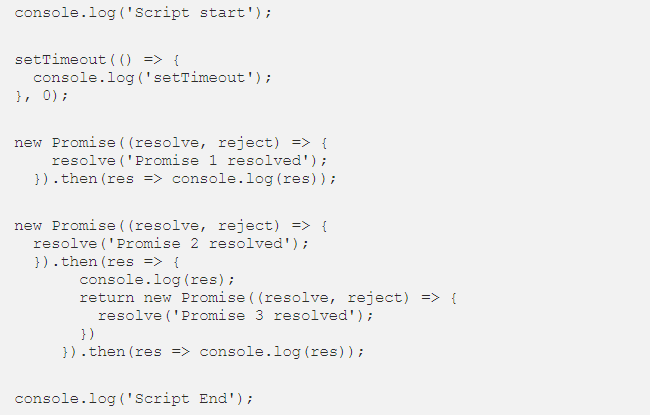 console.log('Script start');

setTimeout(() => {
  console.log('setTimeout');
}, 0);

new Promise((resolve, reject) => {
    resolve('Promise 1 resolved');
  }).then(res => console.log(res));

new Promise((resolve, reject) => {
  resolve('Promise 2 resolved');
  }).then(res => {
       console.log(res);
       return new Promise((resolve, reject) => {
         resolve('Promise 3 resolved');
       })
     }).then(res => console.log(res));

console.log('Script End');